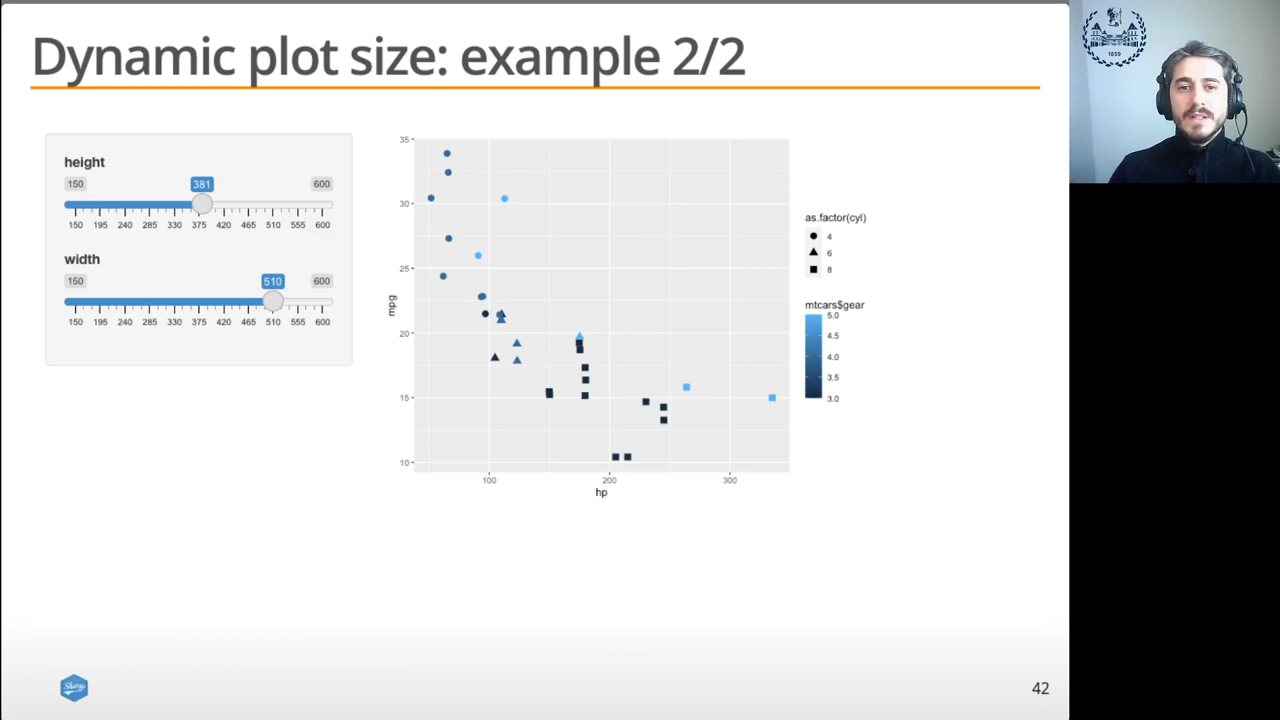 Dynamic plot size: example 2/2
1859
height
150 381 600
150 195 240 285 330 375 420 465 510 555 600
width
150 510 600
150 195 240 285 330 375 420 465 510 555 600
35
30
25
20
15
10
mpg
100 200 300
hp
as.factor(cyl)
4
6
8
mtcars$gear
5.0
4.5
4.0
3.5
3.0
Shiny
42